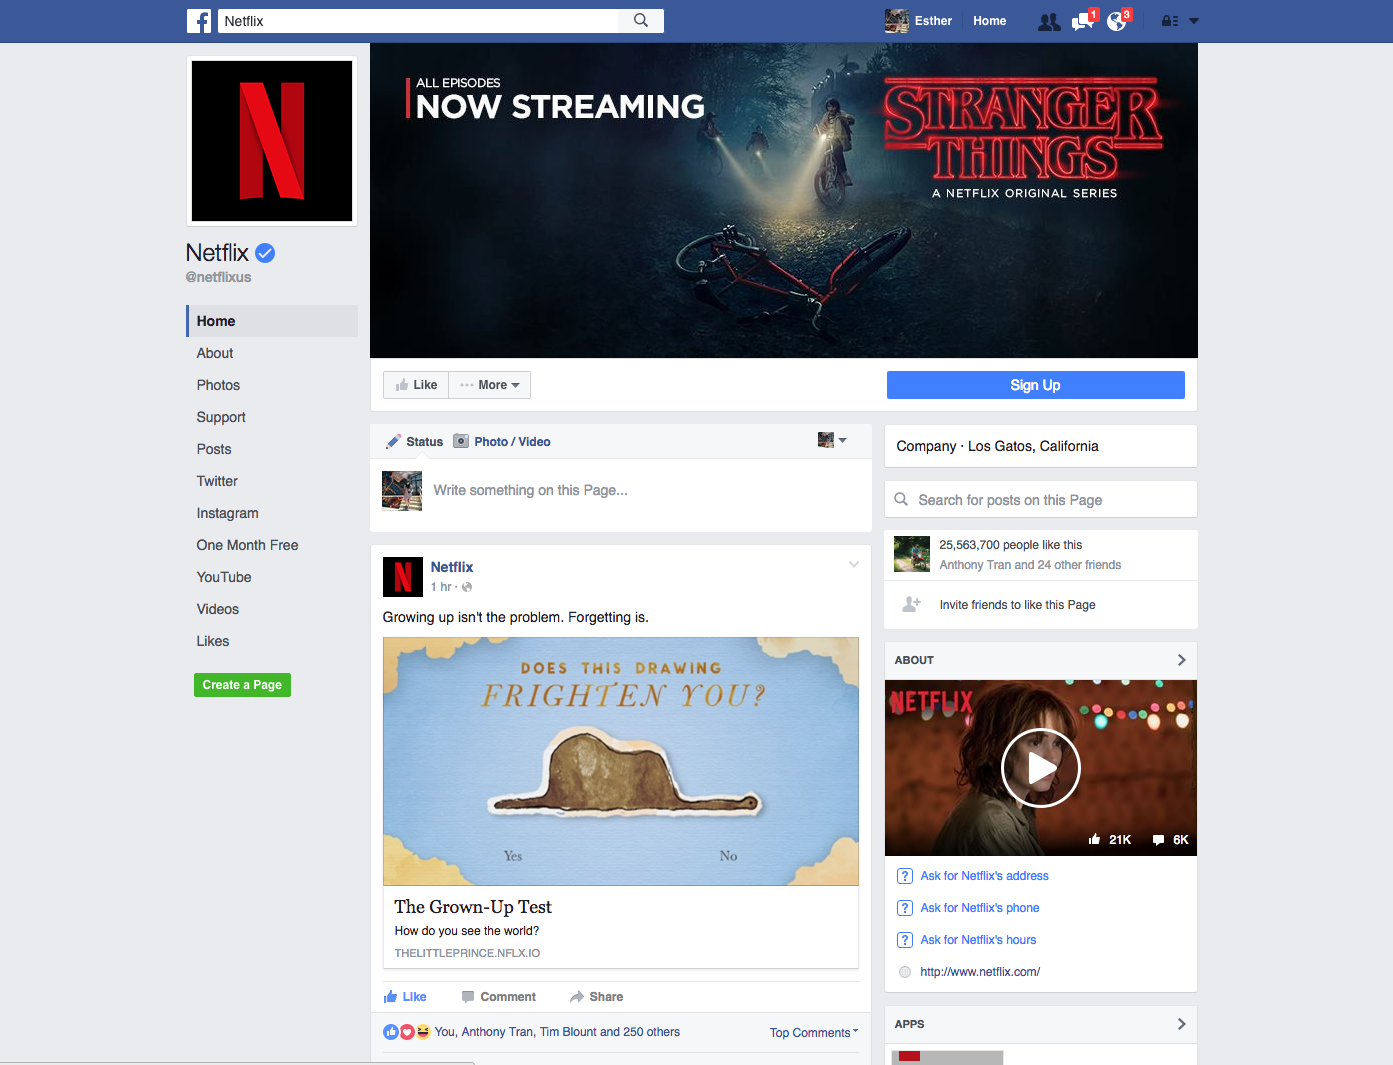 Netflix
Esther
Home
1
3
N
ALL EPISODES
NOW STREAMING
STRANGER
THINGS
A NETFLIX ORIGINAL SERIES
Netflix
@netflixus
Home
About
Photos
Support
Posts
Twitter
Instagram
One Month Free
YouTube
Videos
Likes
Create a Page
Like
··· More
Sign Up
Status
Photo / Video
Write something on this Page...
Netflix
1 hr ·
Growing up isn't the problem. Forgetting is.
DOES THIS DRAWING
FRIGHTEN YOU?
Yes
No
The Grown-Up Test
How do you see the world?
THELITTLEPRINCE.NFLX.IO
Like
Comment
Share
You, Anthony Tran, Tim Blount and 250 others
Top Comments
Company · Los Gatos, California
Search for posts on this Page
25,563,700 people like this
Anthony Tran and 24 other friends
Invite friends to like this Page
ABOUT
NETFLIX
21K
6K
? Ask for Netflix's address
? Ask for Netflix's phone
? Ask for Netflix's hours
http://www.netflix.com/
APPS